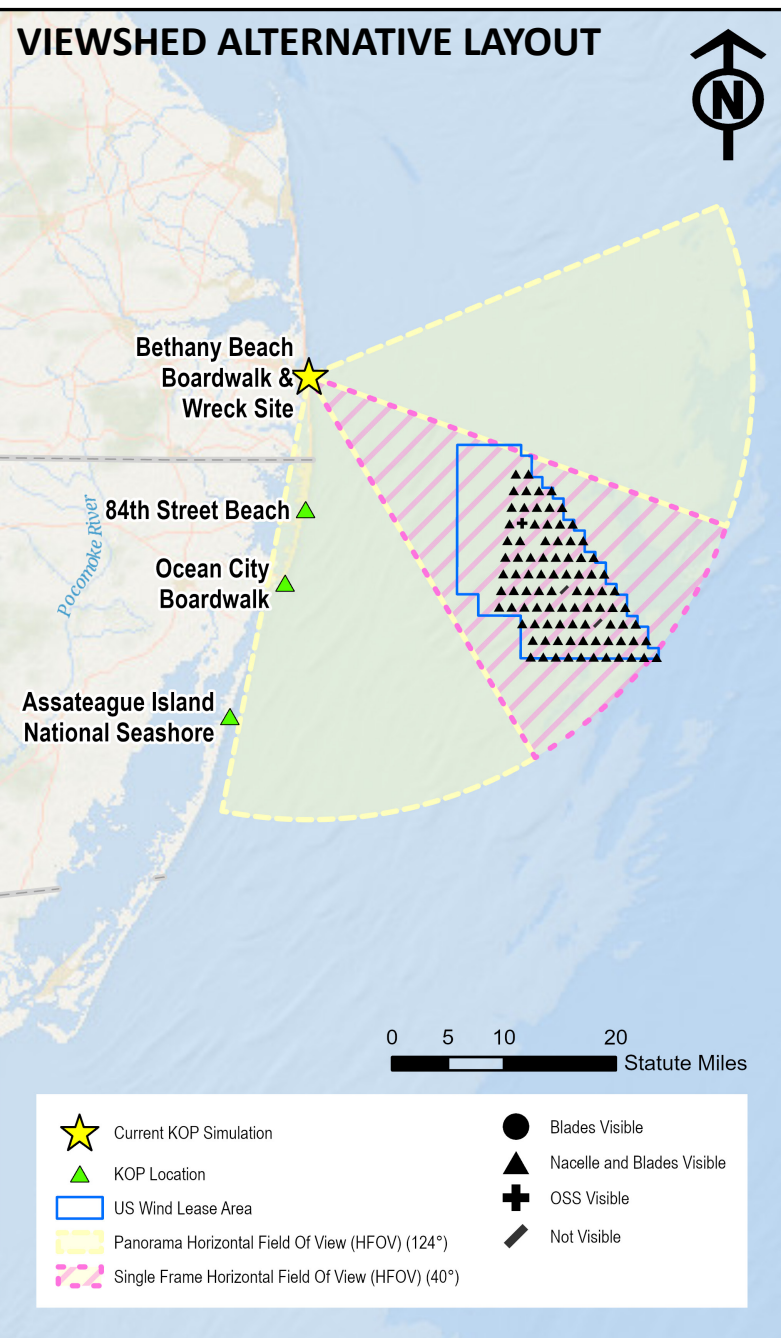 VIEWSHED ALTERNATIVE LAYOUT
N
Bethany Beach
Boardwalk &
Wreck Site
84th Street Beach
Pocomoke River
Ocean City
Boardwalk
Assateague Island
National Seashore
0 5 10 20
Statute Miles
Current KOP Simulation
KOP Location
US Wind Lease Area
Panorama Horizontal Field Of View (HFOV) (124°)
Single Frame Horizontal Field Of View (HFOV) (40°)
Blades Visible
Nacelle and Blades Visible
OSS Visible
Not Visible